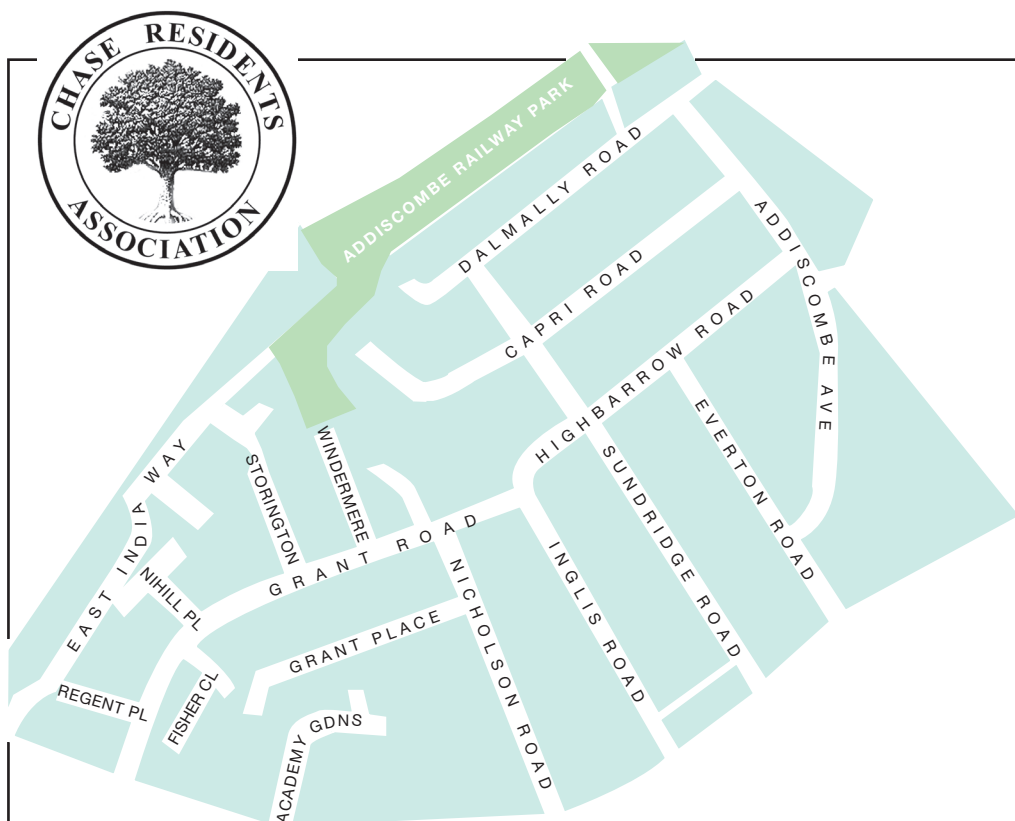 CHASE RESIDENTS
ASSOCIATION
ADDISCOMBE RAILWAY PARK
DALMALLY ROAD
CAPRI ROAD
ADDISCOMBE AVE
HIGHBARROW ROAD
EVERTON ROAD
SUNDRIDGE ROAD
WINDERMERE
STORINGTON
EAST INDIA WAY
GRANT ROAD
NIHILL PL
INGLIS ROAD
NICHOLSON ROAD
GRANT PLACE
REGENT PL
FISHER CL
ACADEMY GDNS